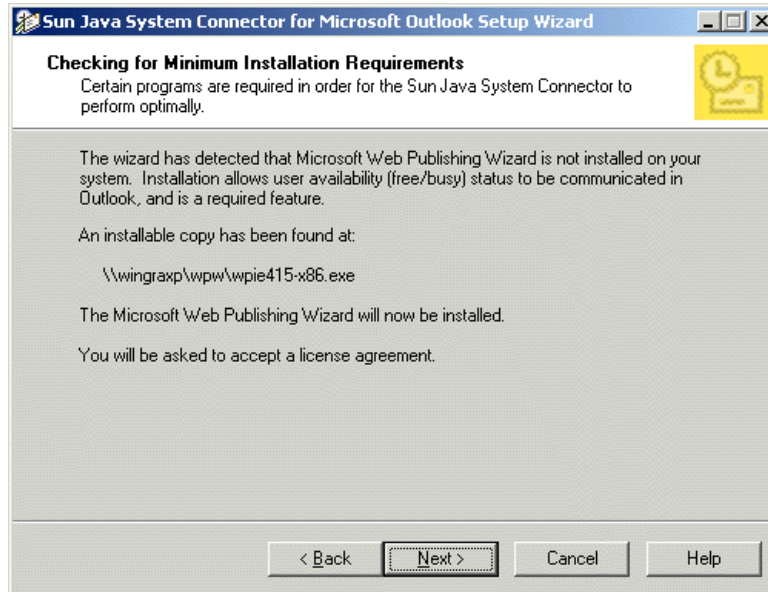 Sun Java System Connector for Microsoft Outlook Setup Wizard
Checking for Minimum Installation Requirements
Certain programs are required in order for the Sun Java System Connector to
perform optimally.
The wizard has detected that Microsoft Web Publishing Wizard is not installed on your
system. Installation allows user availability (free/busy) status to be communicated in
Outlook, and is a required feature.
An installable copy has been found at:
\\wingraxp\wpw\wpie415-x86.exe
The Microsoft Web Publishing Wizard will now be installed.
You will be asked to accept a license agreement.
< Back Next > Cancel Help